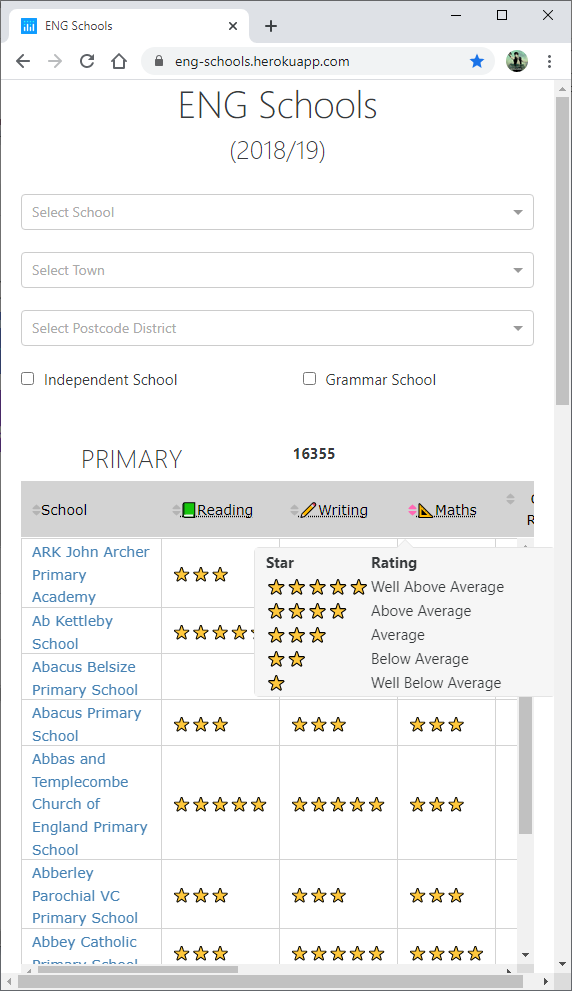 ENG Schools
eng-schools.herokuapp.com
ENG Schools
(2018/19)
Select School
Select Town
Select Postcode District
Independent School
Grammar School
PRIMARY
16355
School
Reading
Writing
Maths
Star Rating
Well Above Average
Above Average
Average
Below Average
Well Below Average
ARK John Archer
Primary
Academy
Ab Kettleby
School
Abacus Belsize
Primary School
Abacus Primary
School
Abbas and
Templecombe
Church of
England Primary
School
Abberley
Parochial VC
Primary School
Abbey Catholic
Primary School